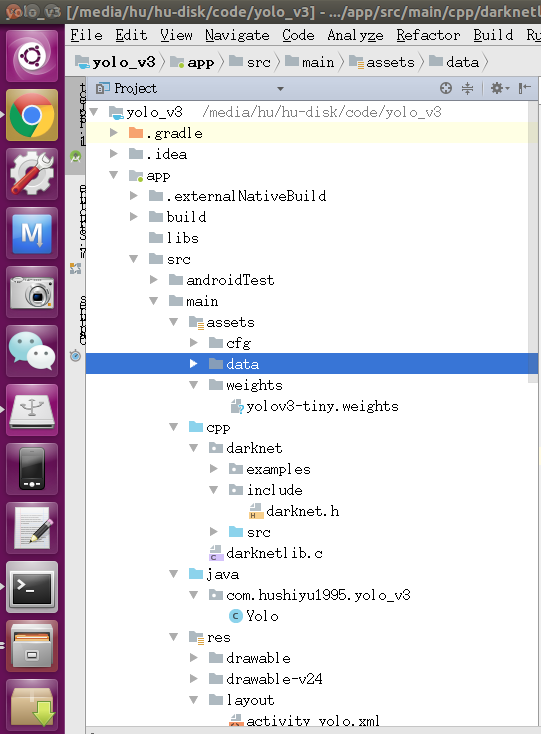 yolo_v3 [/media/hu/hu-disk/code/yolo_v3] - .../app/src/main/cpp/darknetl
File Edit View Navigate Code Analyze Refactor Build R
yolo_v3 app src main assets data
Project
yolo_v3 /media/hu/hu-disk/code/yolo_v3
.gradle
.idea
app
.externalNativeBuild
build
libs
src
androidTest
main
assets
cfg
data
weights
yolov3-tiny.weights
cpp
darknet
examples
include
darknet.h
src
darknetlib.c
java
com.hushiyu1995.yolo_v3
Yolo
res
drawable
drawable-v24
layout
activity_yolo.xml